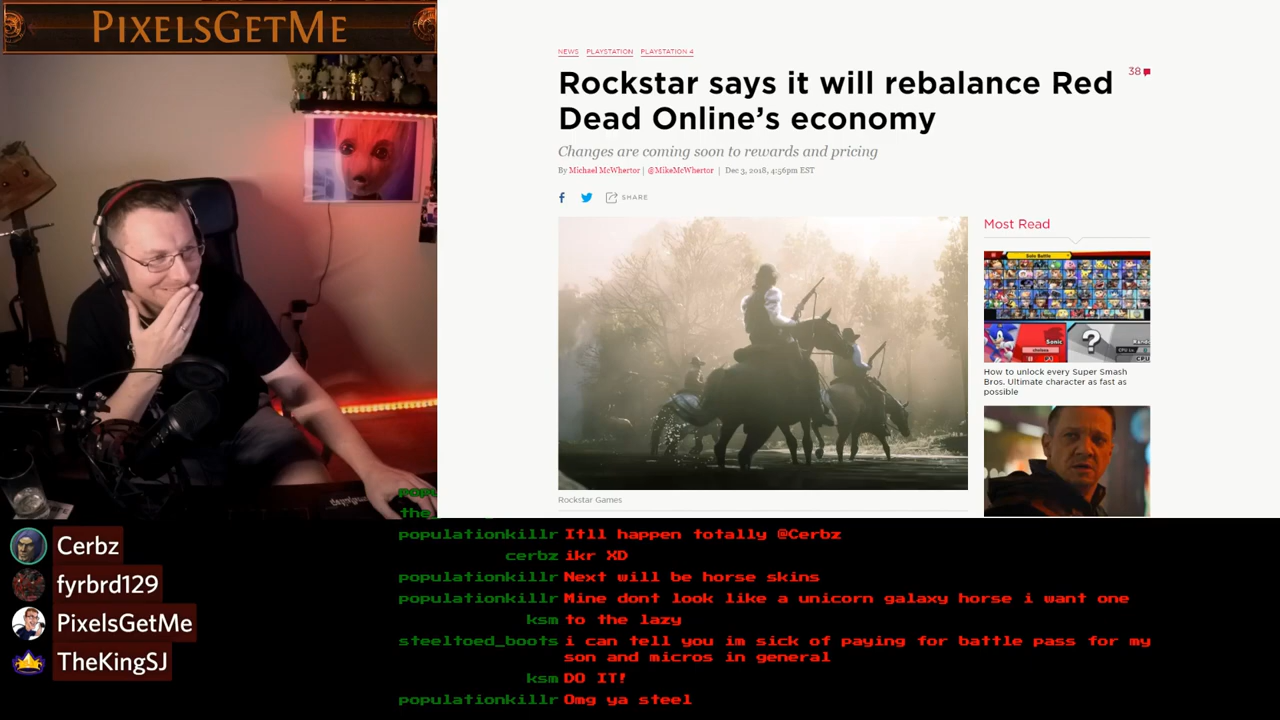 PIXELSGETME
NEWS PLAYSTATION PLAYSTATION 4
Rockstar says it will rebalance Red
Dead Online's economy
38
Changes are coming soon to rewards and pricing
By Michael McWhertor | @MikeMcWhertor | Dec 3, 2018, 4:56pm EST
SHARE
Most Read
Solo Battle
Sonic
?
How to unlock every Super Smash
Bros. Ultimate character as fast as
possible
Rockstar Games
the
populationkillr Itll happen totally @Cerbz
cerbz ikr XD
populationkillr Next will be horse skins
populationkillr Mine dont look like a unicorn galaxy horse i want one
ksm to the lazy
steeltoed_boots i can tell you im sick of paying for battle pass for my
son and micros in general
ksm DO IT!
populationkillr Omg ya steel
Cerbz
fyrbrd129
PixelsGetMe
TheKingSJ